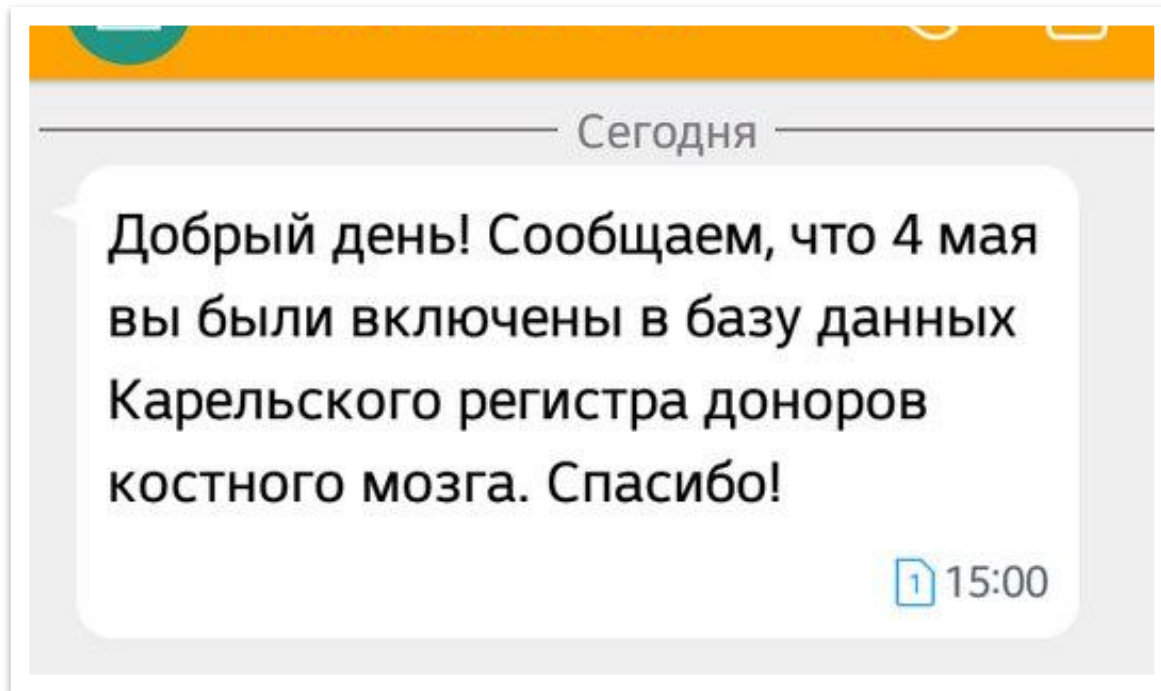 Сегодня
Добрый день! Сообщаем, что 4 мая
вы были включены в базу данных
Карельского регистра доноров
костного мозга. Спасибо!
1 15:00